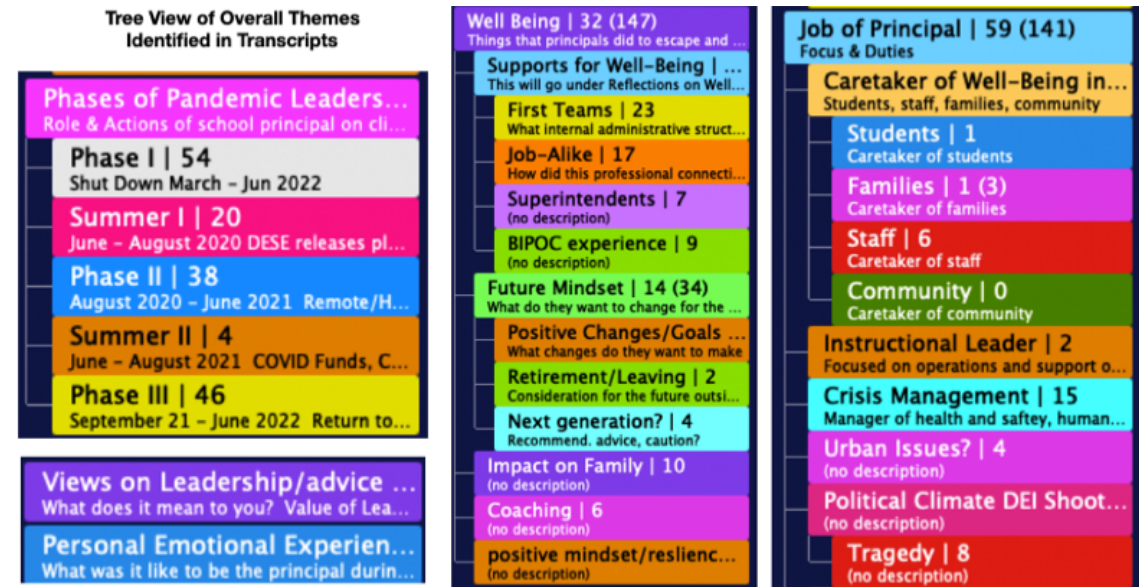 Tree View of Overall Themes
Identified in Transcripts
Phases of Pandemic Leaders...
Role & Actions of school principal on cli...
Phase I | 54
Shut Down March - Jun 2022
Summer I | 20
June - August 2020 DESE releases pl...
Phase II | 38
August 2020 - June 2021 Remote/H...
Summer II | 4
June - August 2021 COVID Funds, C...
Phase III | 46
September 21 - June 2022 Return to...
Views on Leadership/advice ...
What does it mean to you? Value of Lea...
Personal Emotional Experien...
What was it like to be the principal durin...
Well Being | 32 (147)
Things that principals did to escape and ...
Supports for Well-Being | ...
This will go under Reflections on Well...
First Teams | 23
What internal administrative struct...
Job-Alike | 17
How did this professional connecti...
Superintendents | 7
(no description)
BIPOC experience | 9
(no description)
Future Mindset | 14 (34)
What do they want to change for the ...
Positive Changes/Goals ...
What changes do they want to make
Retirement/Leaving | 2
Consideration for the future outsi...
Next generation? | 4
Recommend. advice, caution?
Impact on Family | 10
(no description)
Coaching | 6
(no description)
positive mindset/reslienc...
(no description)
Job of Principal | 59 (141)
Focus & Duties
Caretaker of Well-Being in...
Students, staff, families, community
Students | 1
Caretaker of students
Families | 1 (3)
Caretaker of families
Staff | 6
Caretaker of staff
Community | 0
Caretaker of community
Instructional Leader | 2
Focused on operations and support o...
Crisis Management | 15
Manager of health and saftey, human...
Urban Issues? | 4
(no description)
Political Climate DEI Shoot...
(no description)
Tragedy | 8
(no description)